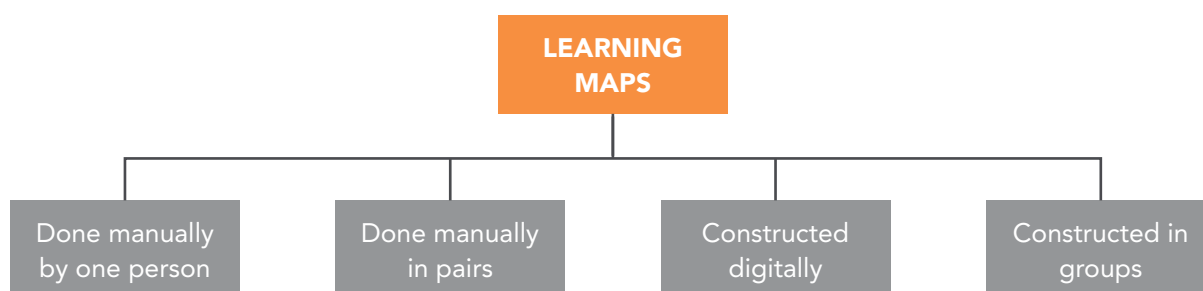 LEARNING
MAPS
Done manually
by one person
Done manually
in pairs
Constructed
digitally
Constructed in
groups